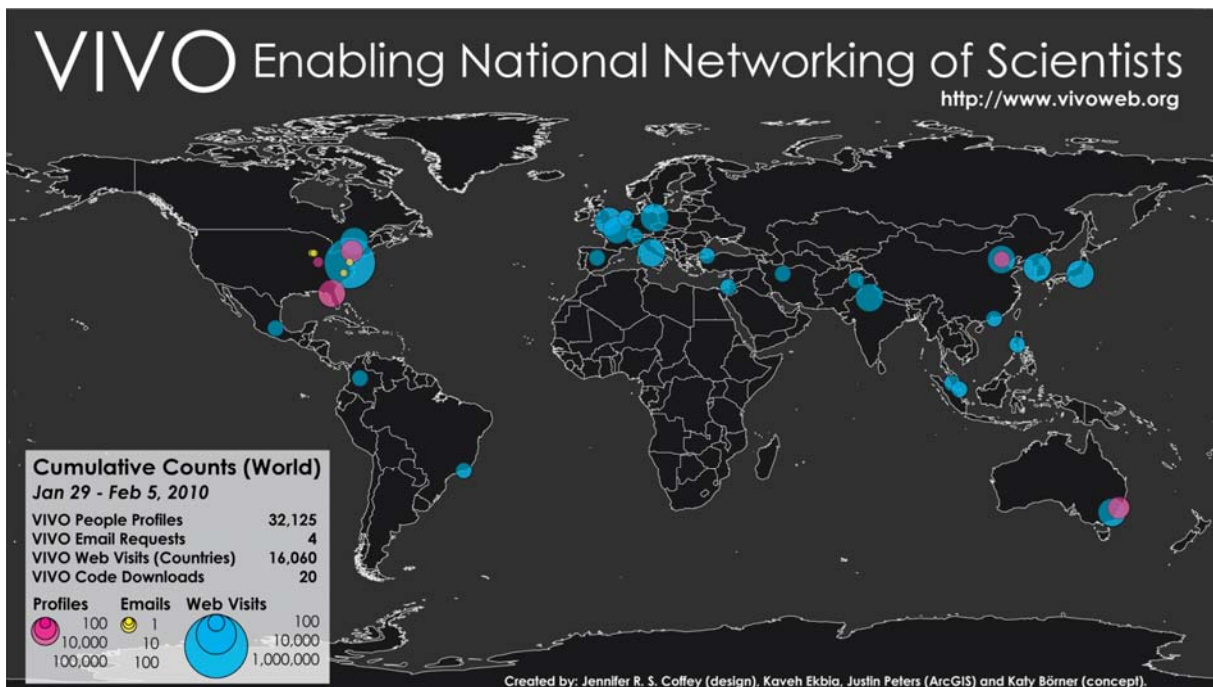 VIVO Enabling National Networking of Scientists
http://www.vivoweb.org
Cumulative Counts (World)
Jan 29 - Feb 5, 2010
VIVO People Profiles 32,125
VIVO Email Requests 4
VIVO Web Visits (Countries) 16,060
VIVO Code Downloads 20
Profiles Emails Web Visits
100 1 100
10,000 10 10,000
100,000 100 1,000,000
Created by: Jennifer R. S. Coffey (design), Kaveh Ekbia, Justin Peters (ArcGIS) and Katy Börner (concept).